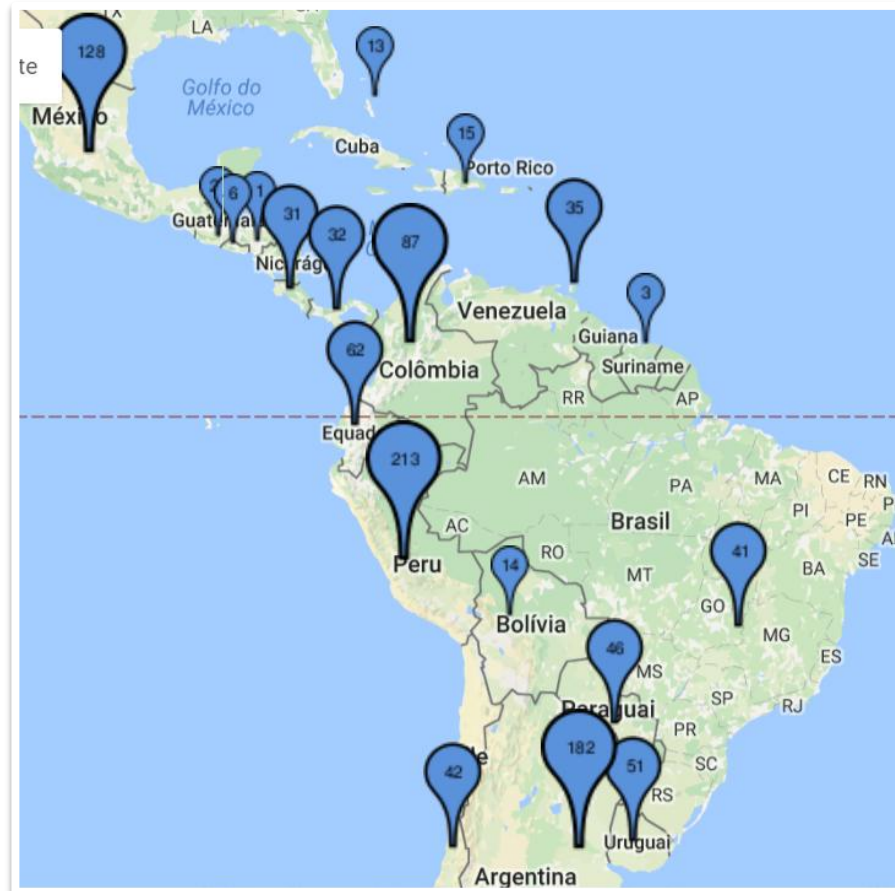 LA
128
13
te
Golfo do
México
México
15
Cuba
Porto Rico
6
1
31
35
32
87
3
Venezuela
Guiana
Suriname
62
Colômbia
RR
AP
213
AM
PA
MA
CE
RN
PI
PE
AC
Brasil
SE
Peru
RO
41
BA
14
MT
GO
Bolívia
MG
ES
46
MS
SP
RJ
Paraguai
PR
182
SC
42
51
RS
Uruguai
Argentina